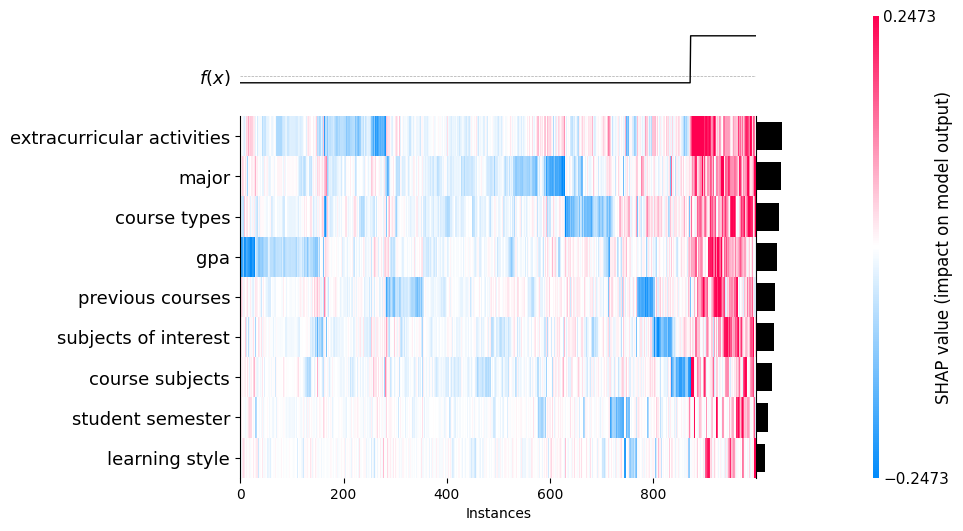 0.2473
f(x)
extracurricular activities
major
course types
gpa
previous courses
subjects of interest
course subjects
student semester
learning style
0 200 400 600 800
Instances
SHAP value (impact on model output)
−0.2473